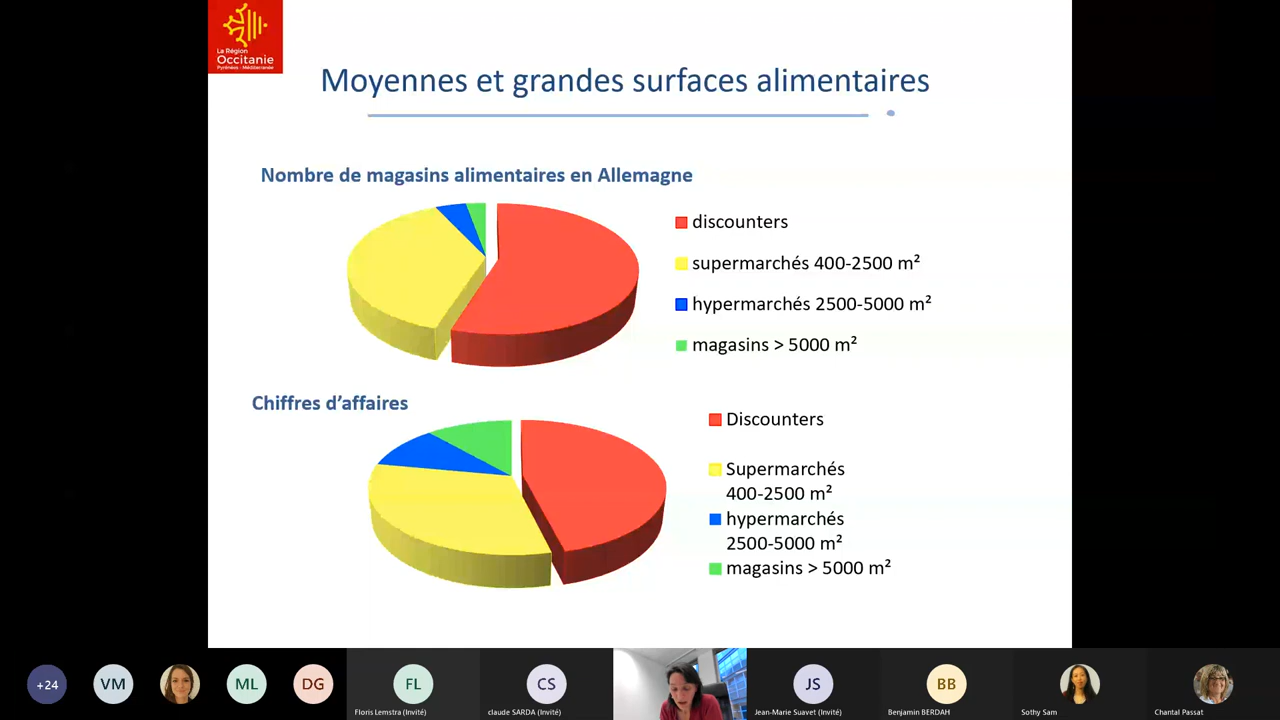 La Région
Occitanie
Pyrénées - Méditerranée
Moyennes et grandes surfaces alimentaires
Nombre de magasins alimentaires en Allemagne
discounters
supermarchés 400-2500 m²
hypermarchés 2500-5000 m²
magasins > 5000 m²
Chiffres d’affaires
Discounters
Supermarchés
400-2500 m²
hypermarchés
2500-5000 m²
magasins > 5000 m²
+24
VM
ML
DG
FL
CS
JS
BB
Floris Lemstra (Invité)
claude SARDA (Invité)
Jean-Marie Suavet (Invité)
Benjamin BERDAH
Sothy Sam
Chantal Passat